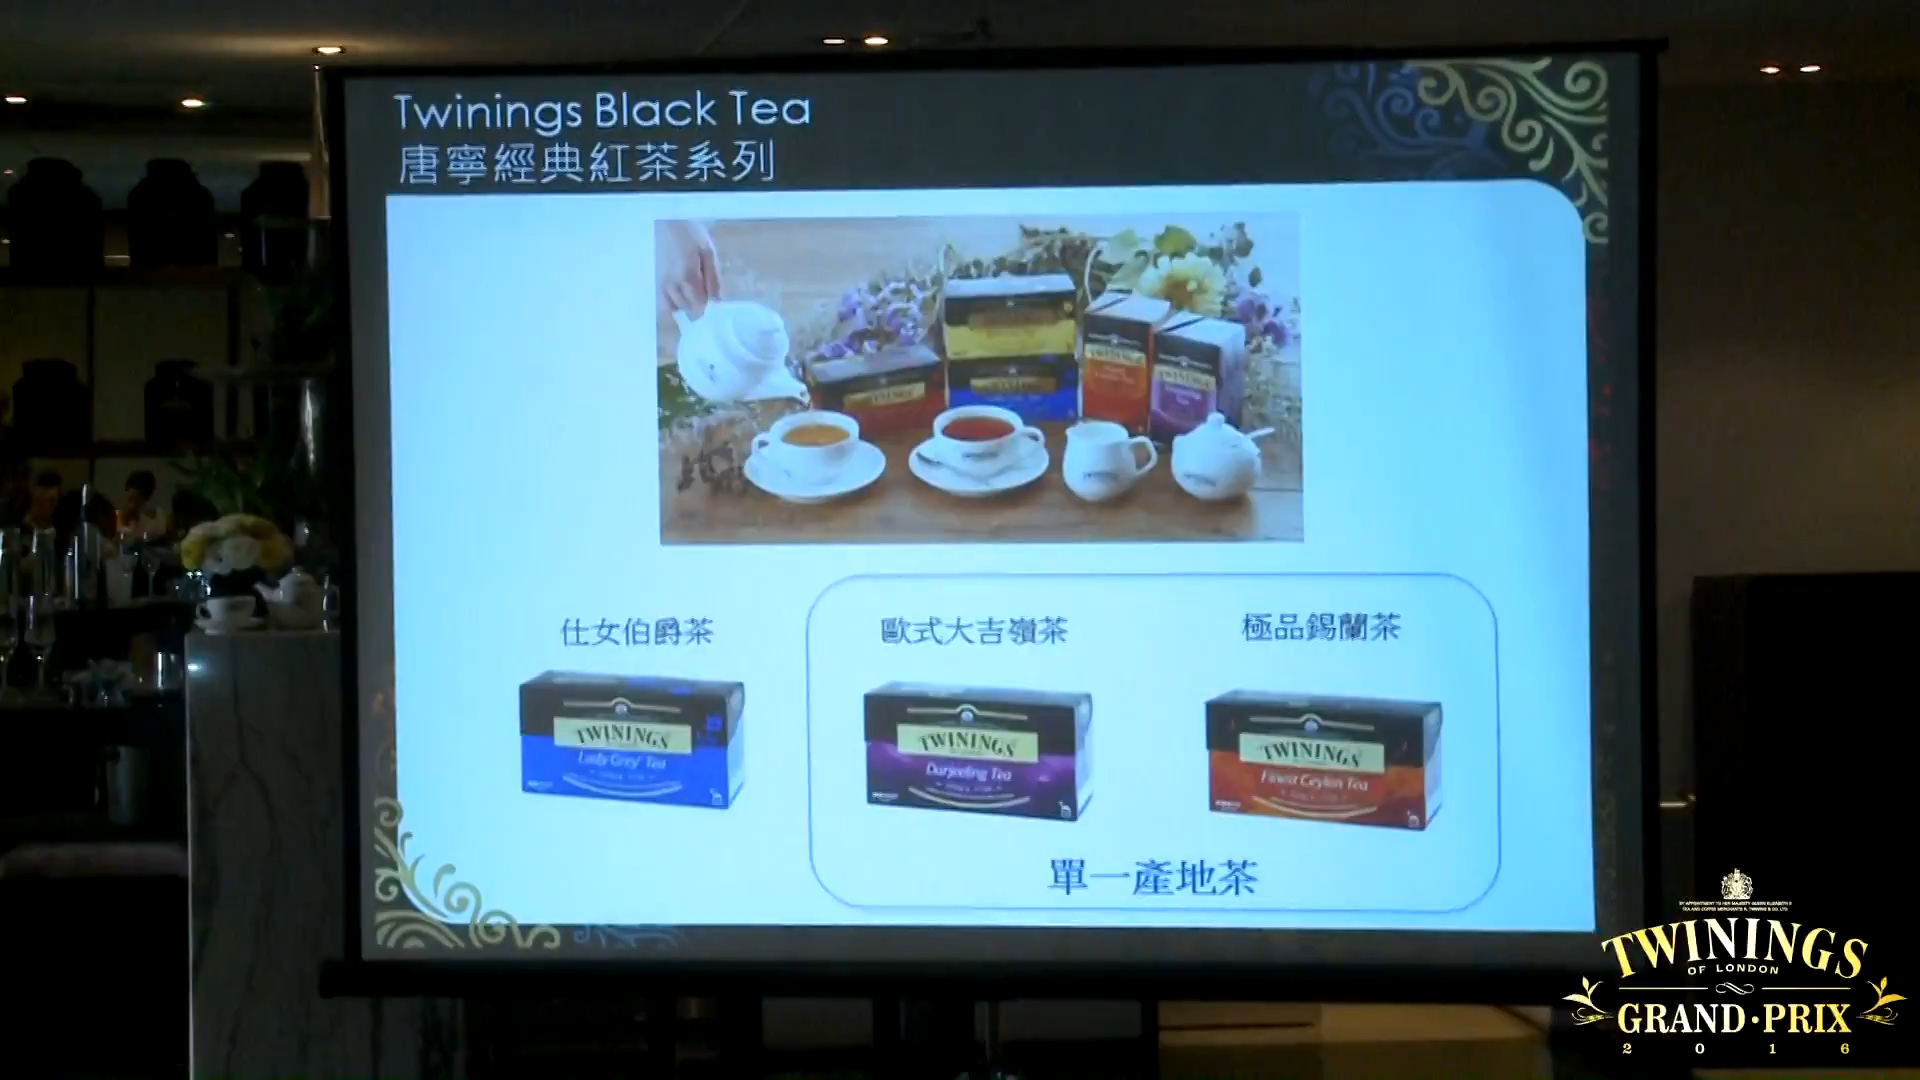 Twinings Black Tea
唐寧經典紅茶系列
TWININGS
TWININGS
仕女伯爵茶
歐式大吉嶺茶
極品錫蘭茶
TWININGS
Lady Grey Tea
TWININGS
Darjeeling Tea
TWININGS
Finest Ceylon Tea
單一產地茶
TWININGS
OF LONDON
GRAND·PRIX
2016